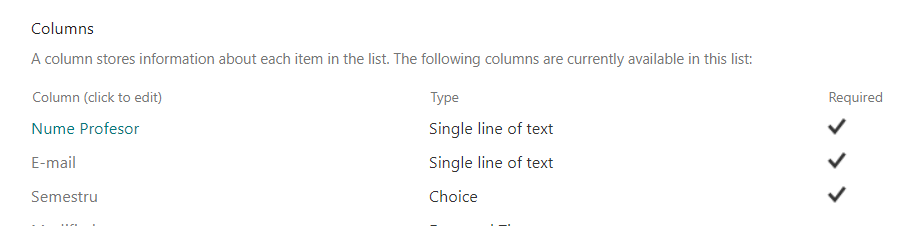 Columns
A column stores information about each item in the list. The following columns are currently available in this list:
Column (click to edit) Type Required
Nume Profesor Single line of text
E-mail Single line of text
Semestru Choice